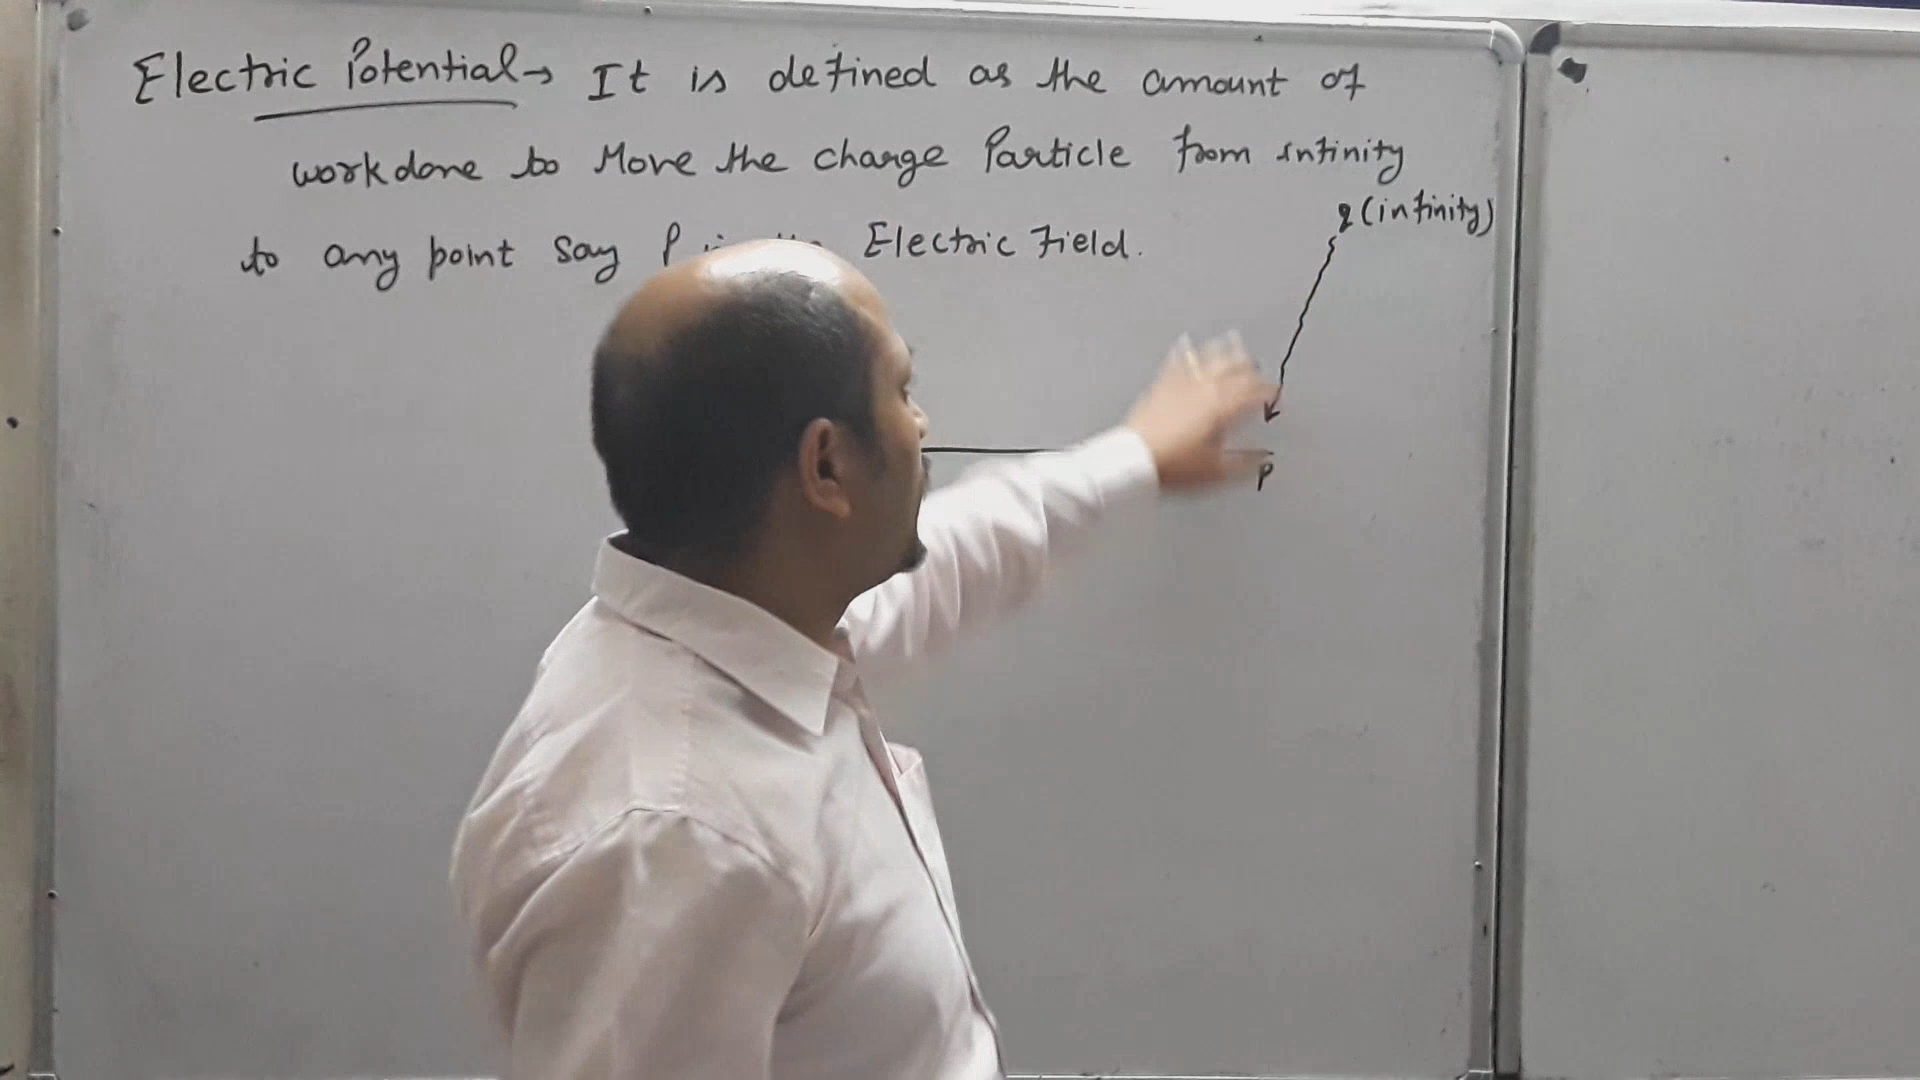 Electric Potential → It is defined as the amount of
workdone to Move the charge Particle from infinity
q (infinity)
to any point say P Electric Field.
P